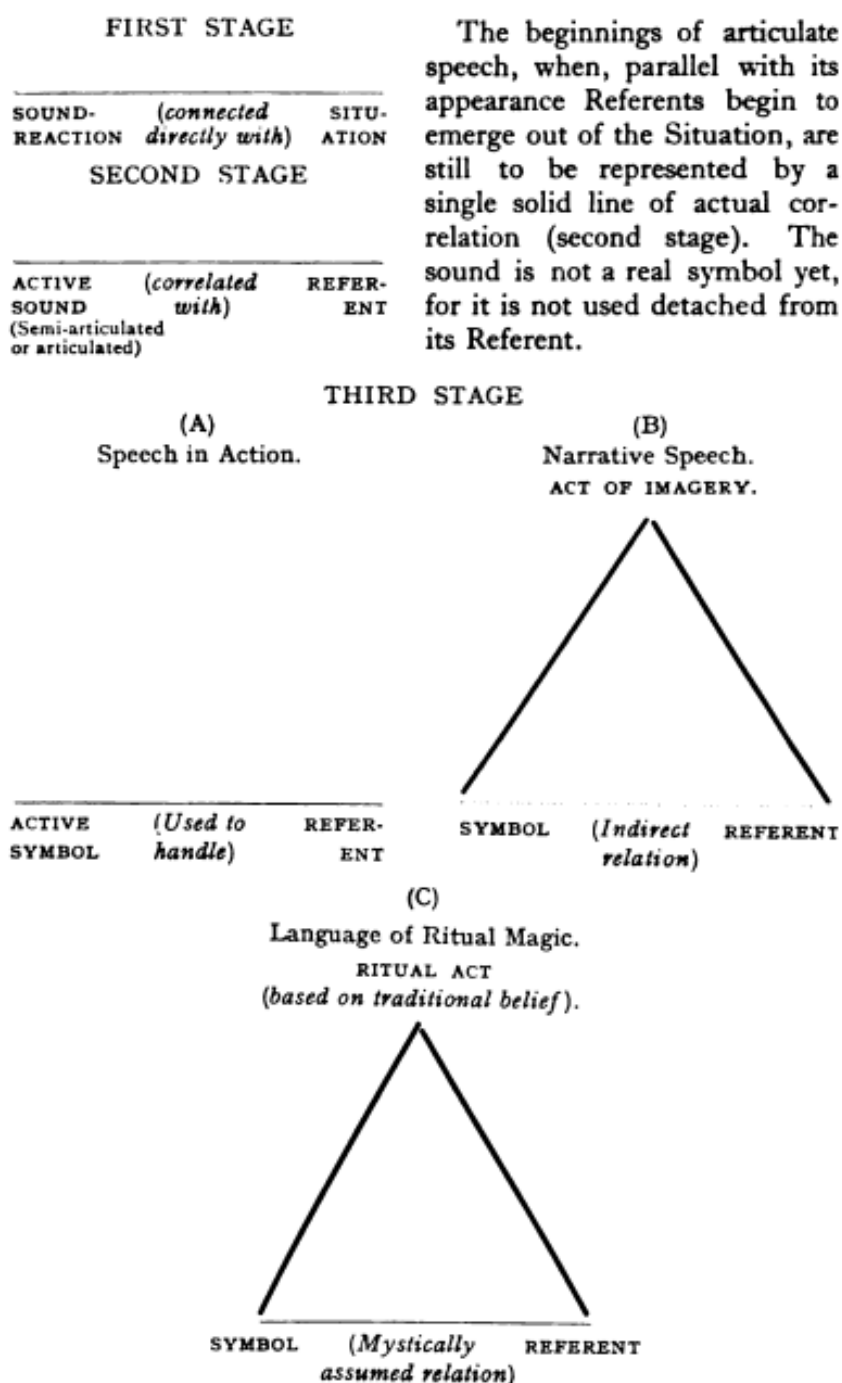 FIRST STAGE
SOUND- (connected SITU-
REACTION directly with) ATION
SECOND STAGE
ACTIVE (correlated REFER-
SOUND with) ENT
(Semi-articulated
or articulated)
The beginnings of articulate
speech, when, parallel with its
appearance Referents begin to
emerge out of the Situation, are
still to be represented by a
single solid line of actual cor-
relation (second stage). The
sound is not a real symbol yet,
for it is not used detached from
its Referent.
THIRD STAGE
(A)
Speech in Action.
ACTIVE (Used to REFER-
SYMBOL handle) ENT
(B)
Narrative Speech.
ACT OF IMAGERY.
SYMBOL (Indirect REFERENT
relation)
(C)
Language of Ritual Magic.
RITUAL ACT
(based on traditional belief).
SYMBOL (Mystically REFERENT
assumed relation)